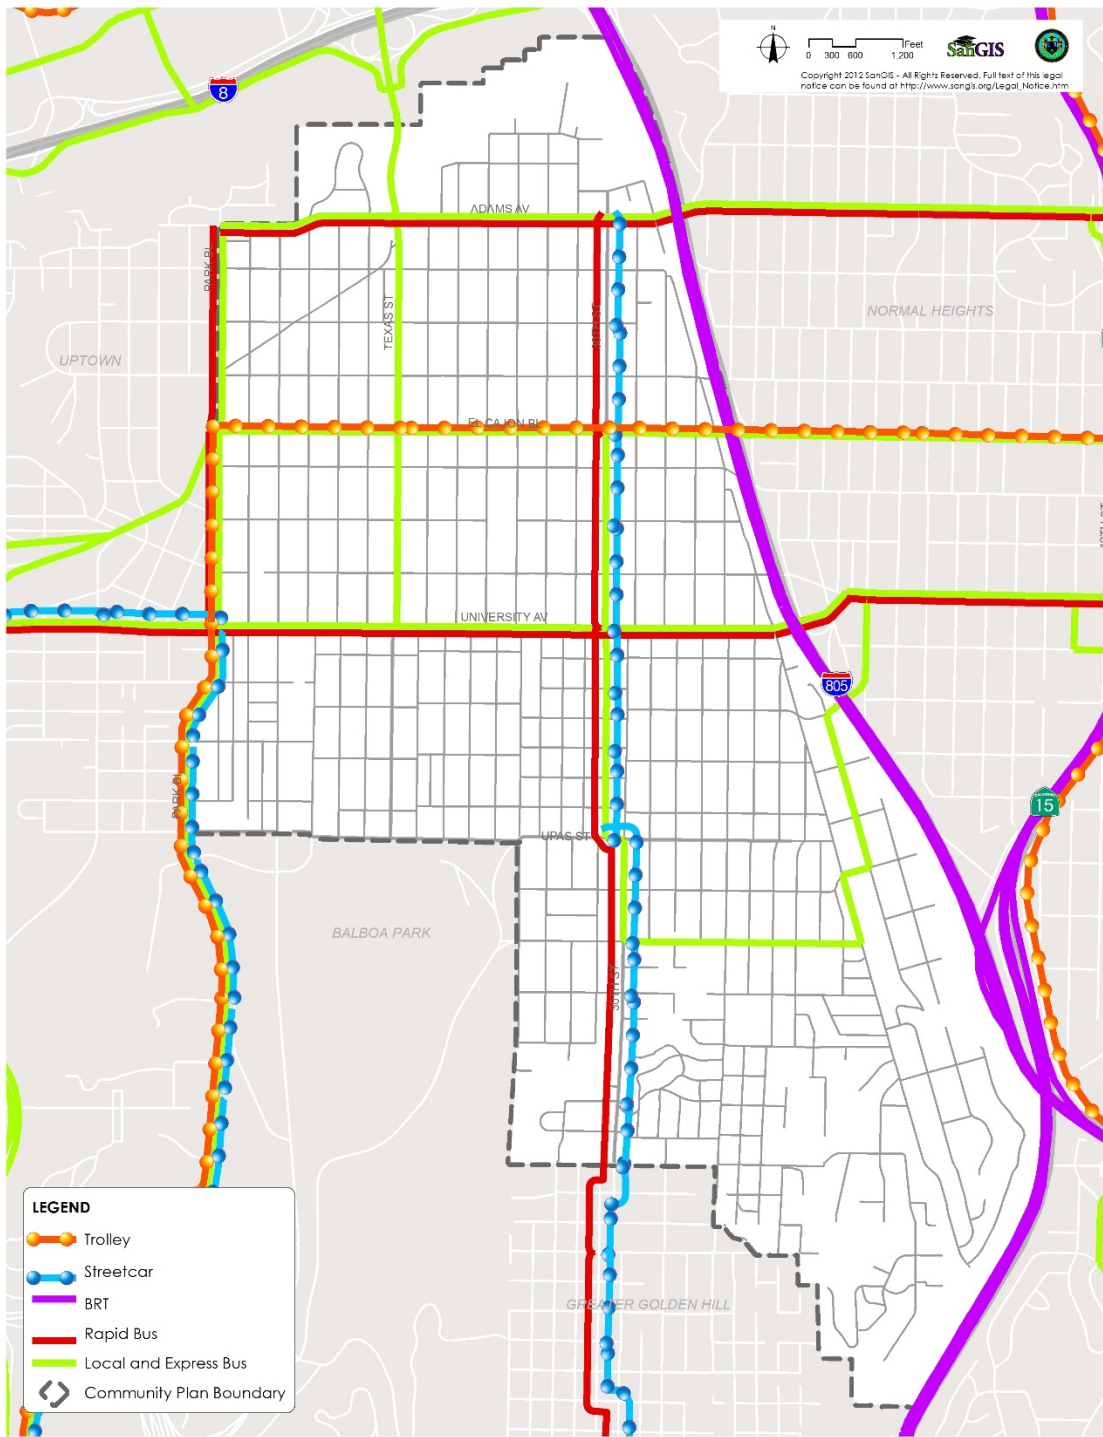 N
Feet
0 300 600 1,200
SanGIS
Copyright 2012 SanGIS - All Rights Reserved. Full text of this legal
notice can be found at http://www.sangis.org/Legal_Notice.htm
8
ADAMS AV
PARK BL
TEXAS ST
NORMAL HEIGHTS
UPTOWN
EL CAJON BL
UNIVERSITY AV
805
PARK BL
15
UPAS ST
BALBOA PARK
30TH ST
GREATER GOLDEN HILL
LEGEND
Trolley
Streetcar
BRT
Rapid Bus
Local and Express Bus
Community Plan Boundary